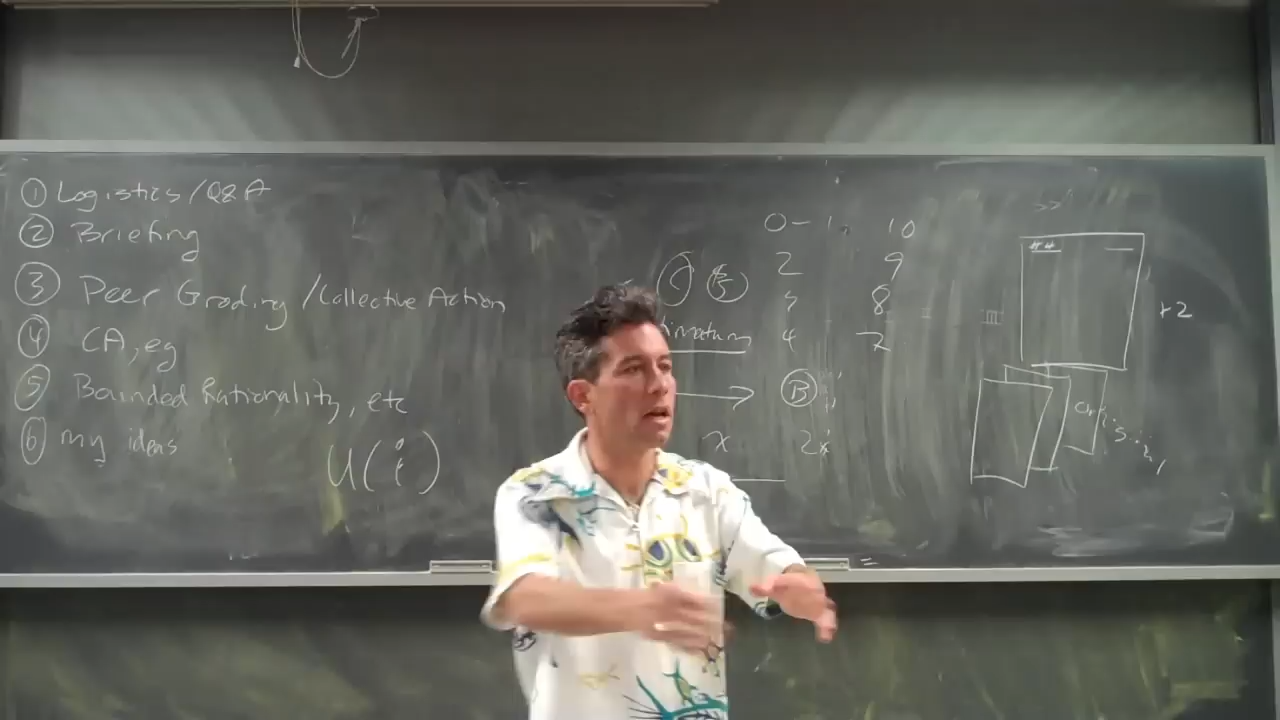 ① Logistics/Q&A
② Briefing
③ Peer Grading/Collective Action
④ CA, eg
⑤ Bounded Rationality, etc
⑥ my ideas
U(i)
0-1, 10
2 9
8
4 7
B
x 2x
##
+2